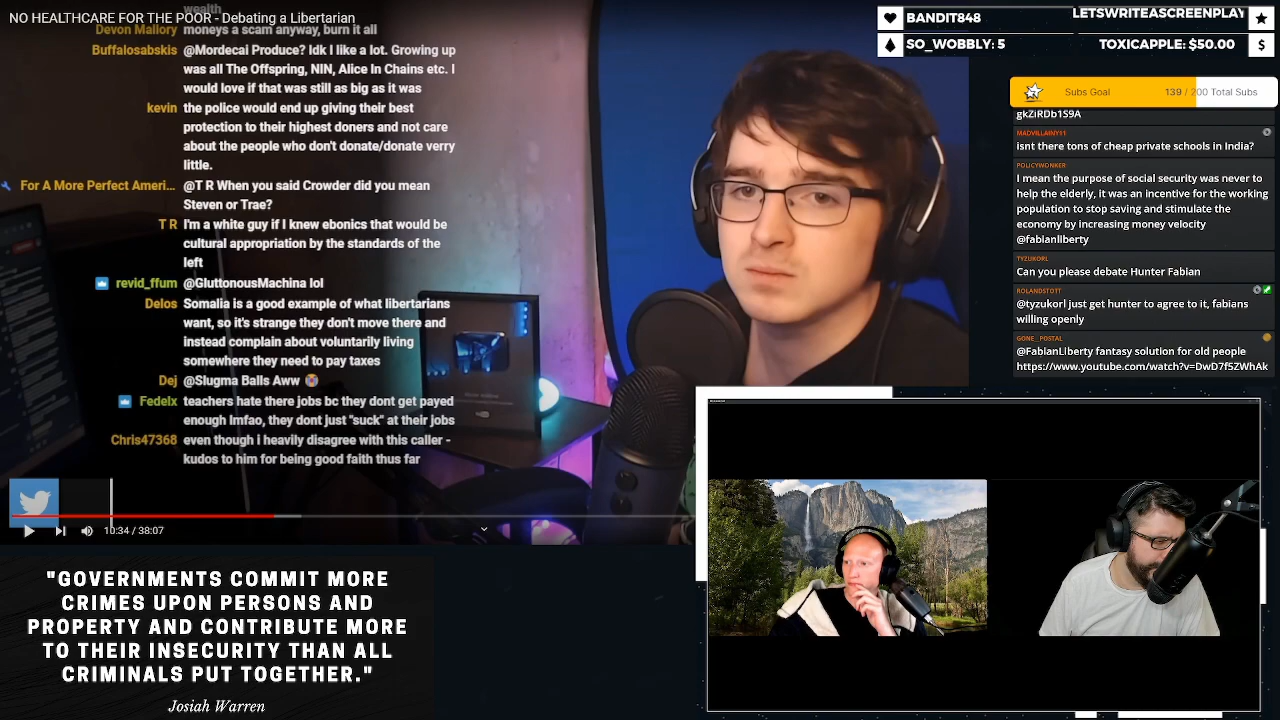 NO HEALTHCARE FOR THE POOR - Debating a Libertarian
wealth
Devon Mallory moneys a scam anyway, burn it all
Buffalosabskis @Mordecai Produce? Idk I like a lot. Growing up
was all The Offspring, NIN, Alice In Chains etc. I
would love if that was still as big as it was
kevin the police would end up giving their best
protection to their highest doners and not care
about the people who don't donate/donate verry
little.
For A More Perfect Ameri... @T R When you said Crowder did you mean
Steven or Trae?
T R I'm a white guy if I knew ebonics that would be
cultural appropriation by the standards of the
left
revid_ffum @GluttonousMachina lol
Delos Somalia is a good example of what libertarians
want, so it's strange they don't move there and
instead complain about voluntarily living
somewhere they need to pay taxes
Dej @Slugma Balls Aww
Fedelx teachers hate there jobs bc they dont get payed
enough lmfao, they dont just "suck" at their jobs
Chris47368 even though i heavily disagree with this caller -
kudos to him for being good faith thus far
10:34 / 38:07
"GOVERNMENTS COMMIT MORE
CRIMES UPON PERSONS AND
PROPERTY AND CONTRIBUTE MORE
TO THEIR INSECURITY THAN ALL
CRIMINALS PUT TOGETHER."
Josiah Warren
BANDIT848
LETSWRITEASCREENPLAY
SO_WOBBLY: 5
TOXICAPPLE: $50.00
$
Subs Goal 139 / 200 Total Subs
gkZiRDb1S9A
MADVILLAINY11
isnt there tons of cheap private schools in India?
POLICYWONKER
I mean the purpose of social security was never to
help the elderly, it was an incentive for the working
population to stop saving and stimulate the
economy by increasing money velocity
@fabianliberty
TYZUKORL
Can you please debate Hunter Fabian
ROLANDSTOTT
@tyzukorl just get hunter to agree to it, fabians
willing openly
GONE_POSTAL
@FabianLiberty fantasy solution for old people
https://www.youtube.com/watch?v=DwD7f5ZWhAk